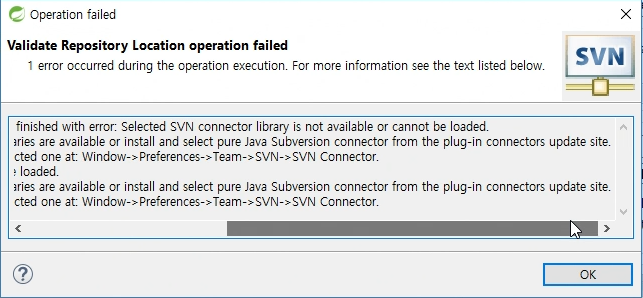 Operation failed
Validate Repository Location operation failed
1 error occurred during the operation execution. For more information see the text listed below.
SVN
finished with error: Selected SVN connector library is not available or cannot be loaded.
aries are available or install and select pure Java Subversion connector from the plug-in connectors update site.
cted one at: Window->Preferences->Team->SVN->SVN Connector.
e loaded.
aries are available or install and select pure Java Subversion connector from the plug-in connectors update site.
cted one at: Window->Preferences->Team->SVN->SVN Connector.
?
OK